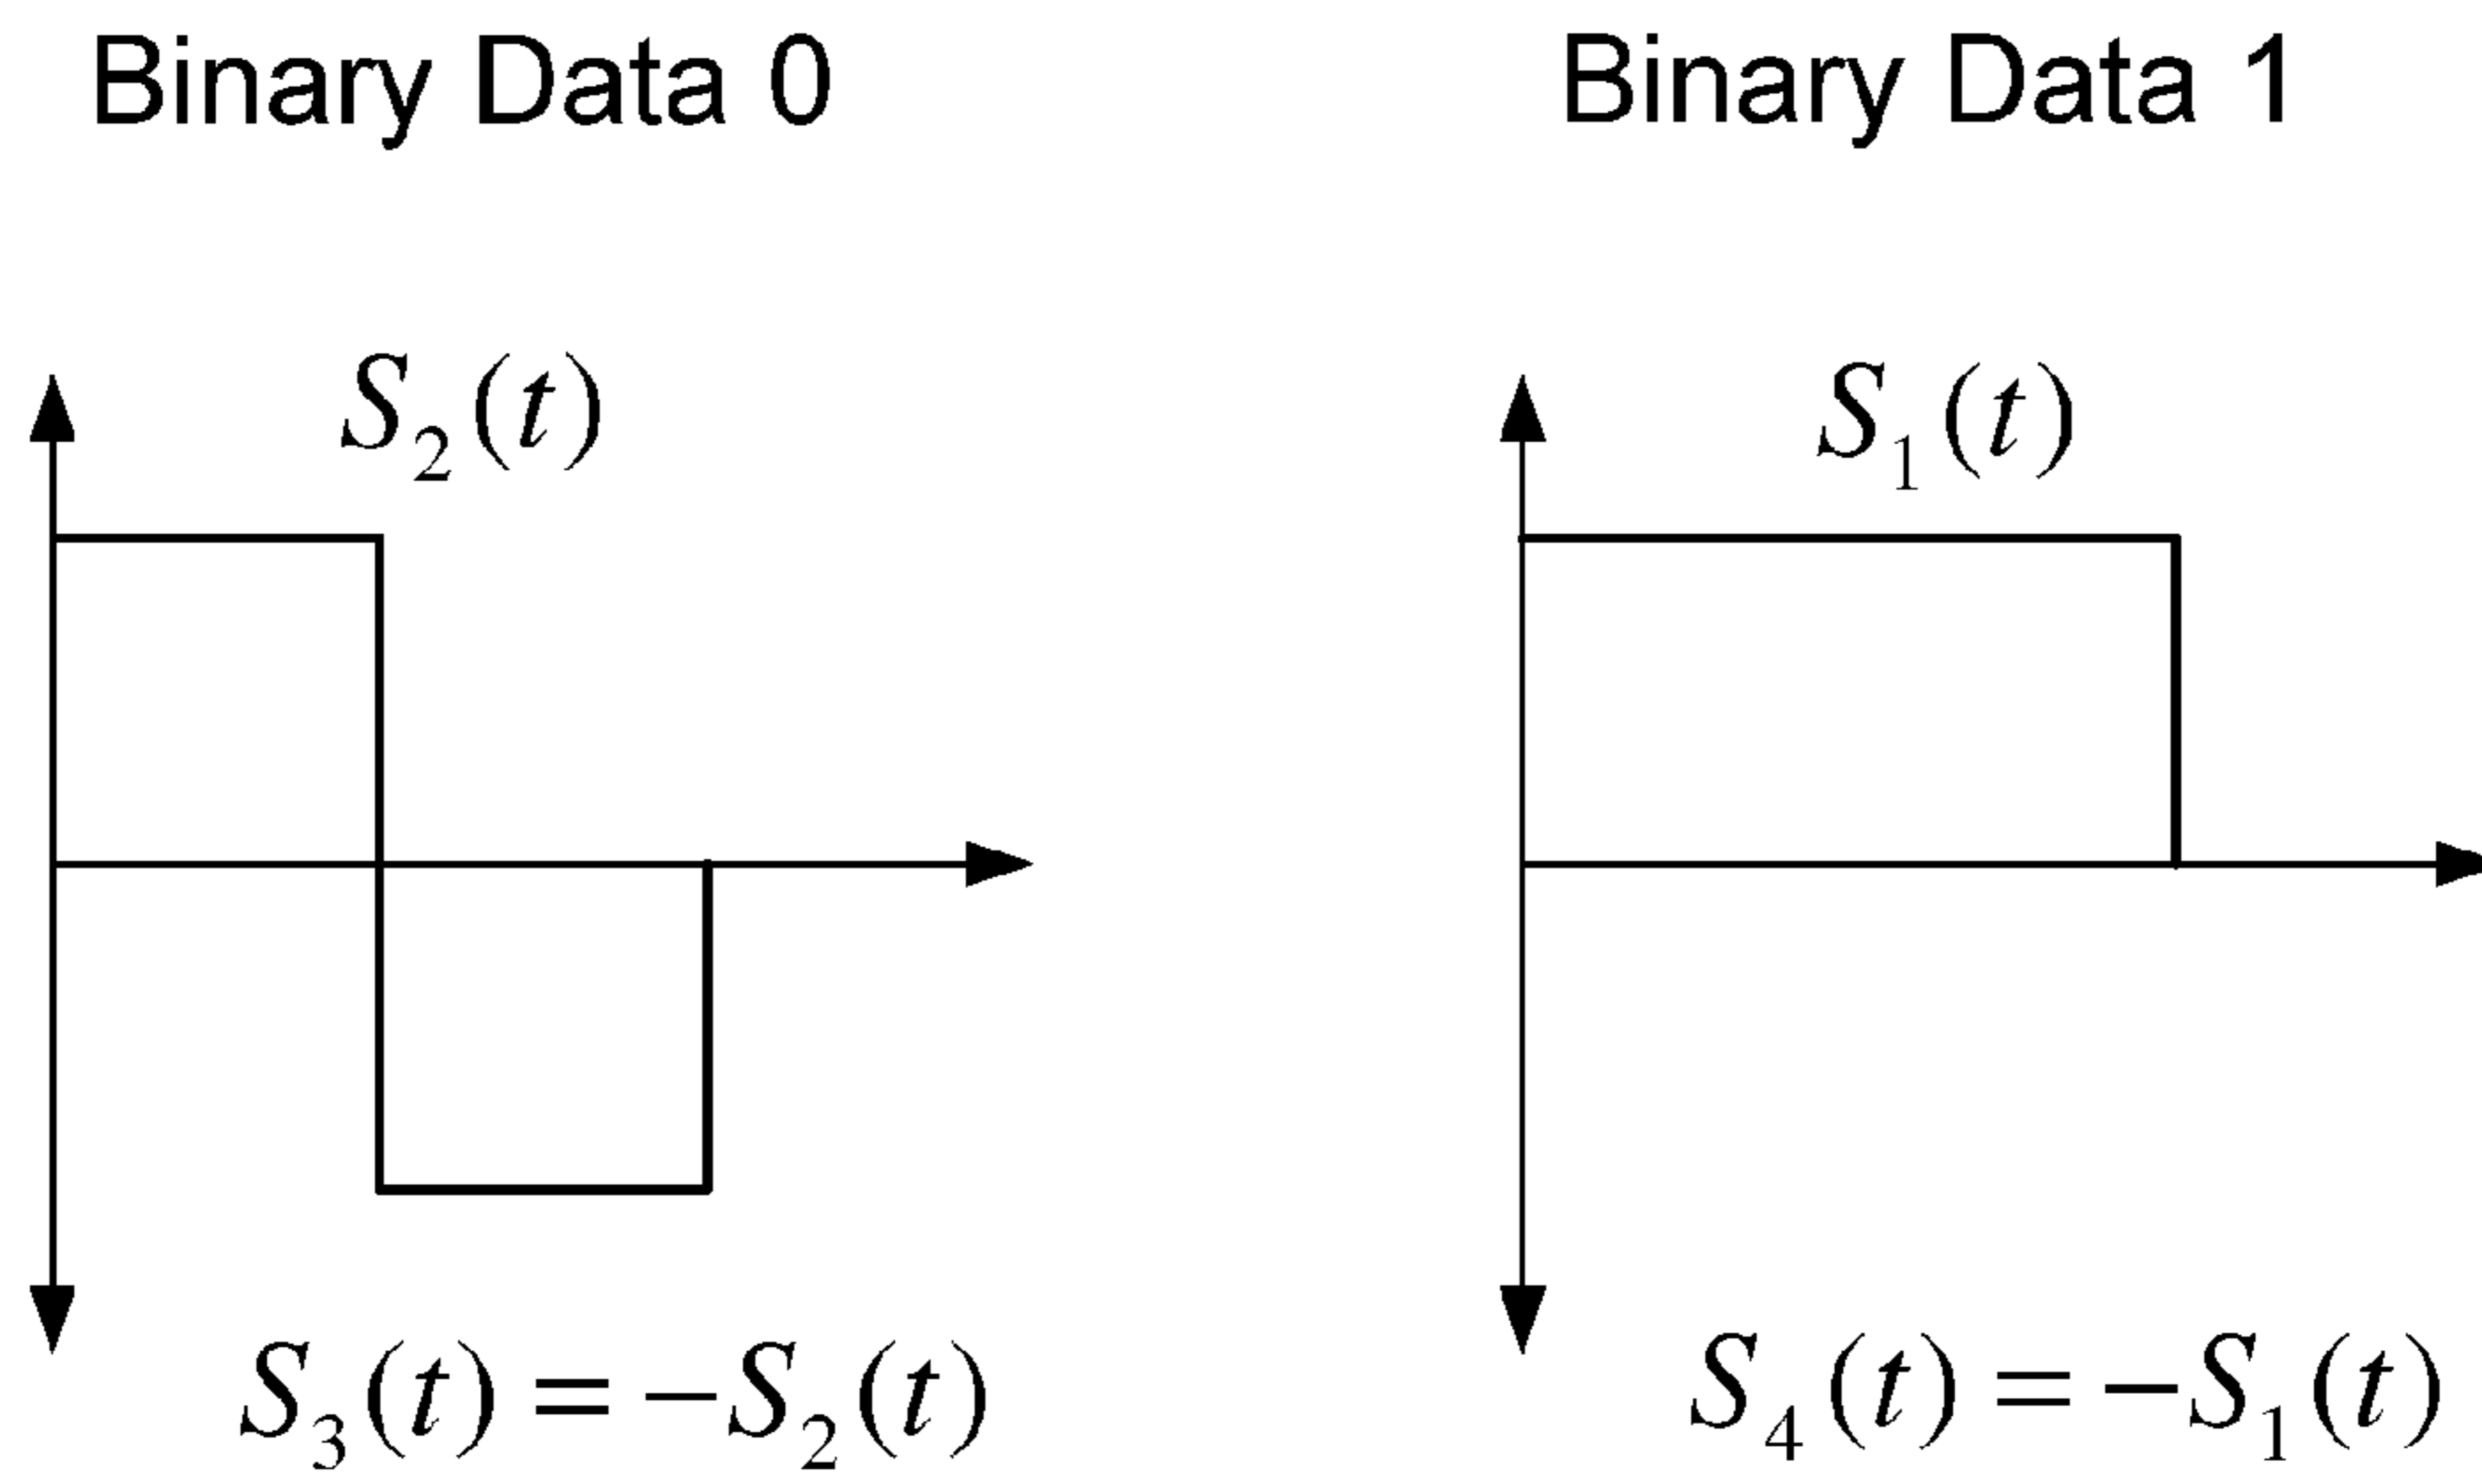 Binary Data 0
Binary Data 1
S₂(t)
S₁(t)
S₃(t) = −S₂(t)
S₄(t) = −S₁(t)